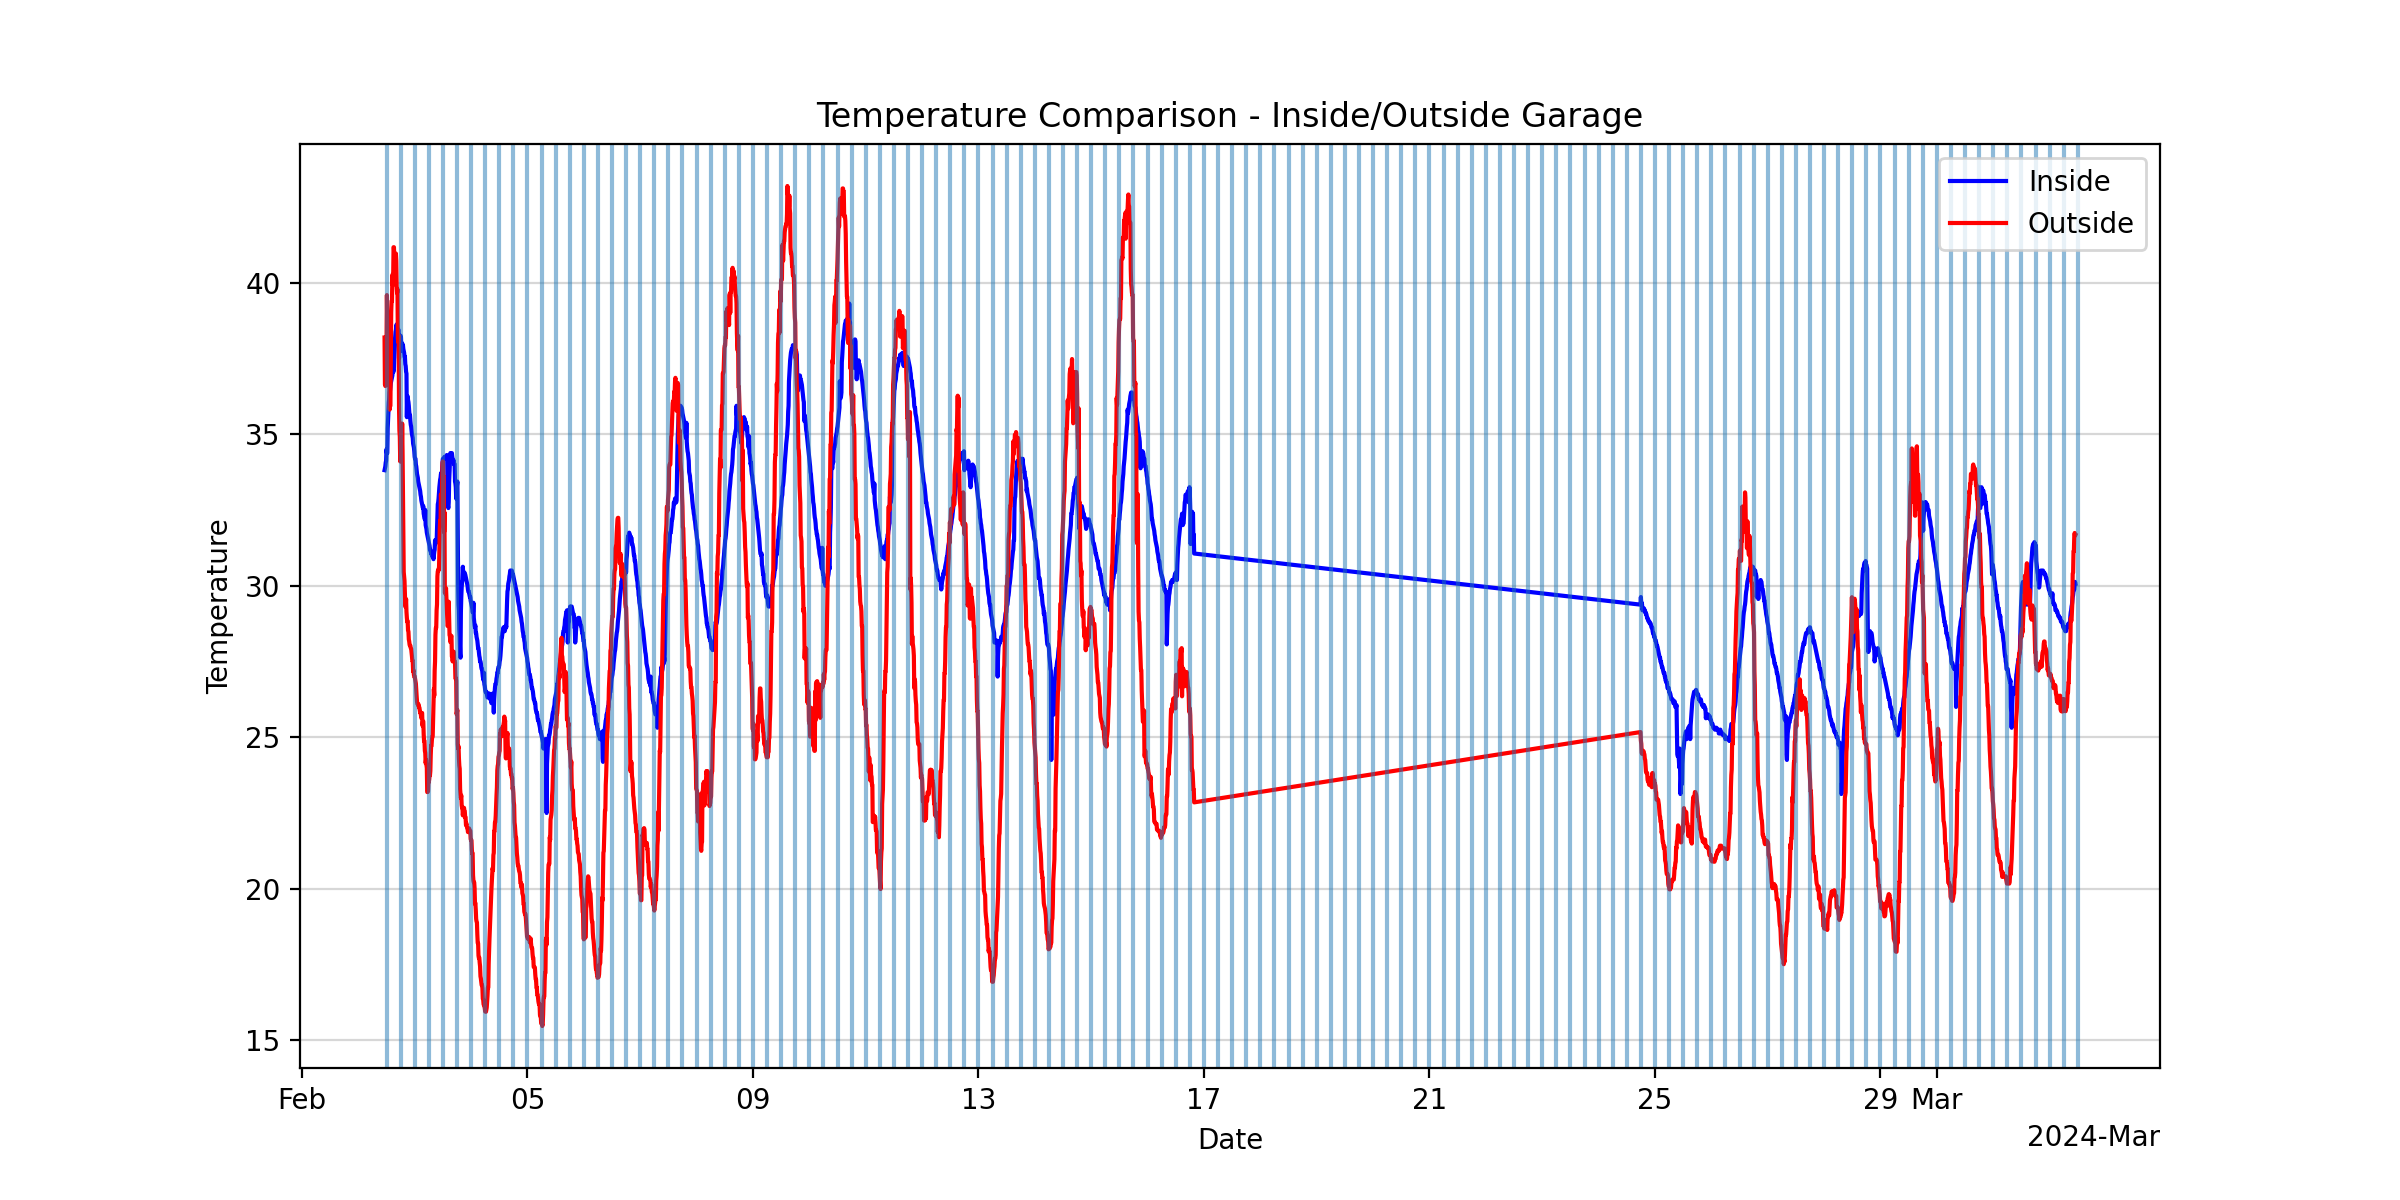 Temperature Comparison - Inside/Outside Garage
Inside
Outside
40
35
30
25
20
15
Temperature
Feb 05 09 13 17 21 25 29 Mar
Date
2024-Mar